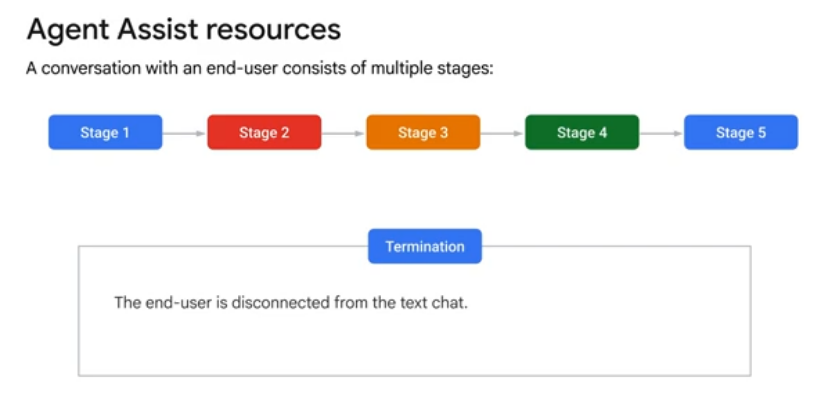 Agent Assist resources
A conversation with an end-user consists of multiple stages:
Stage 1
Stage 2
Stage 3
Stage 4
Stage 5
Termination
The end-user is disconnected from the text chat.